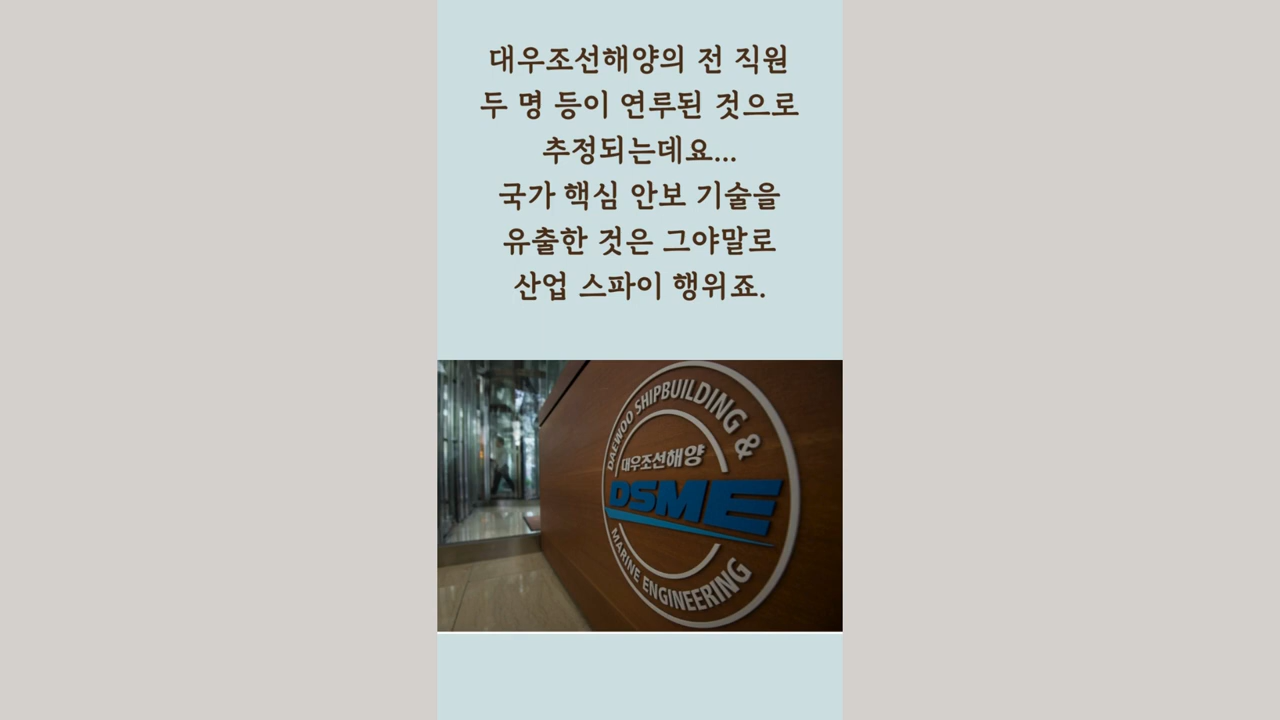 대우조선해양의 전 직원
두 명 등이 연루된 것으로
추정되는데요...
국가 핵심 안보 기술을
유출한 것은 그야말로
산업 스파이 행위죠.
DAEWOO SHIPBUILDING &
대우조선해양
DSME
MARINE ENGINEERING